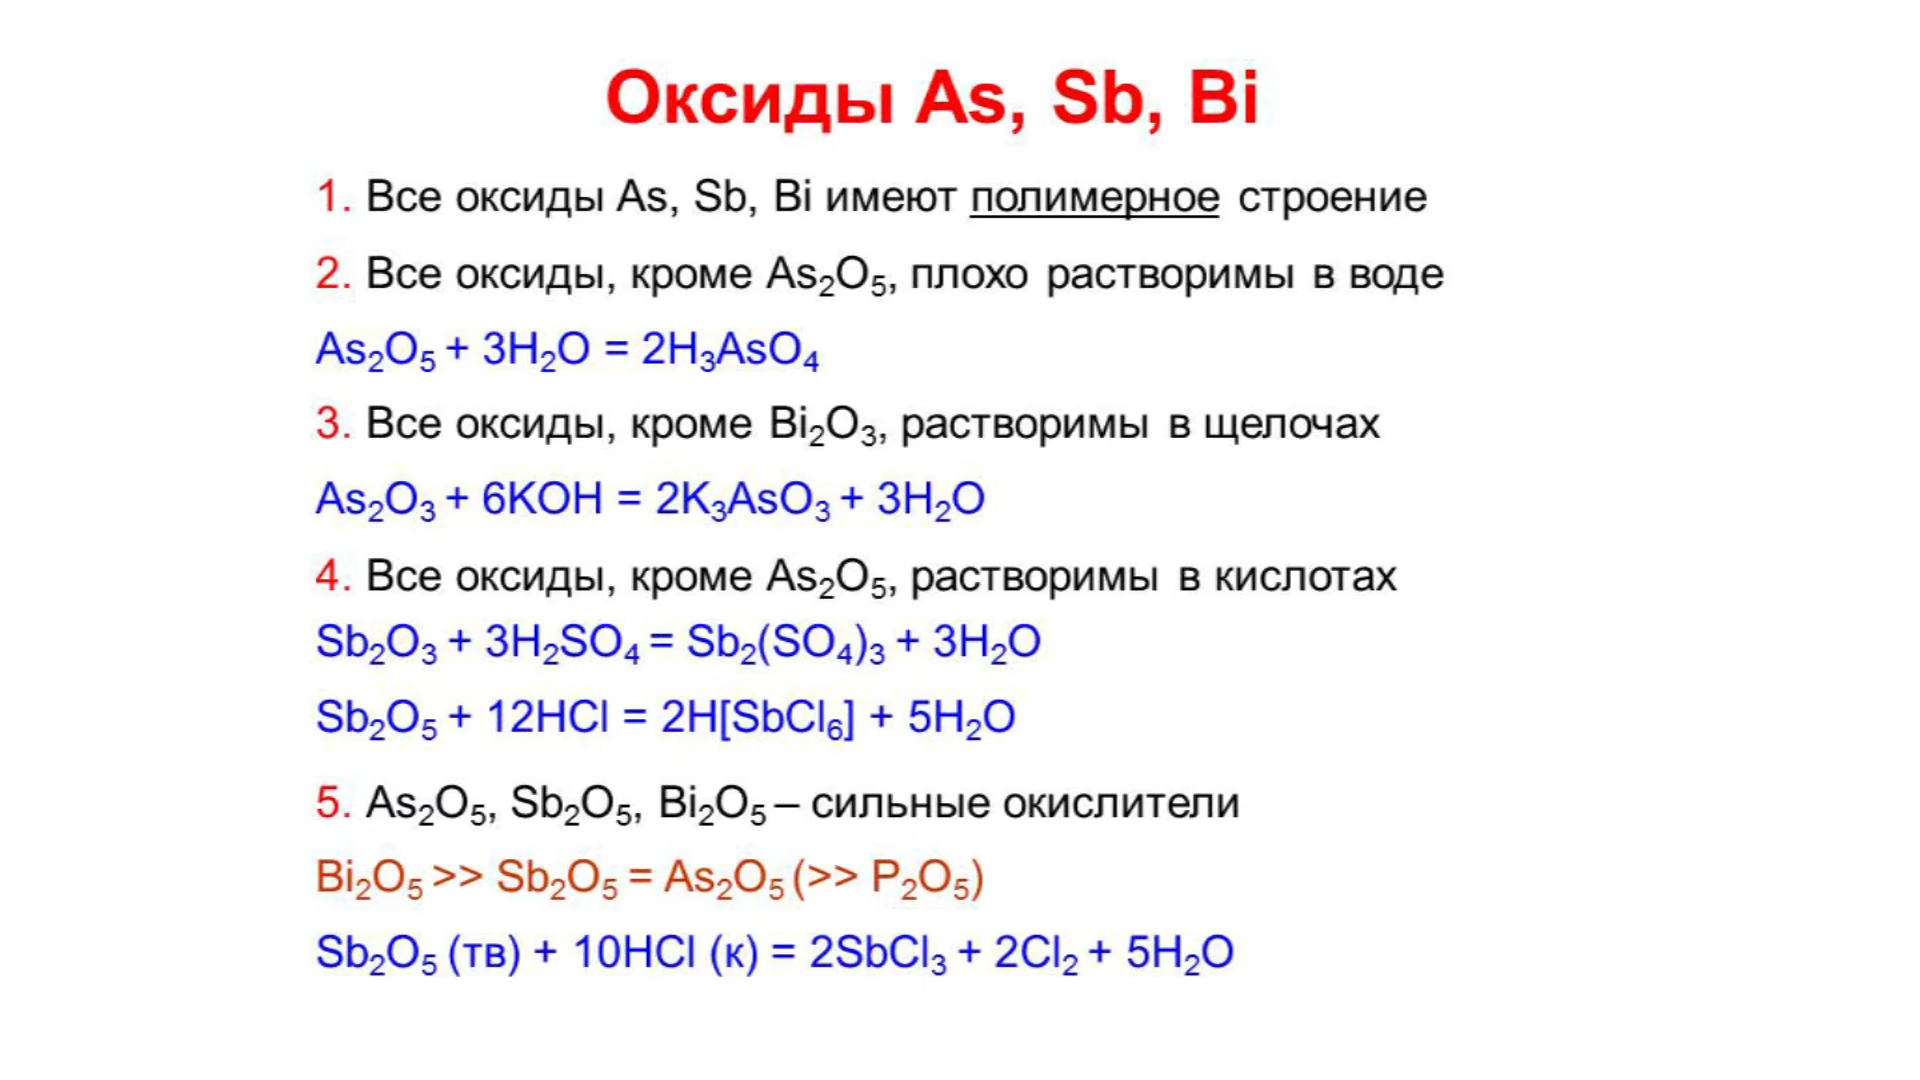 Оксиды As, Sb, Bi
1. Все оксиды As, Sb, Bi имеют полимерное строение
2. Все оксиды, кроме As₂O₅, плохо растворимы в воде
As₂O₅ + 3H₂O = 2H₃AsO₄
3. Все оксиды, кроме Bi₂O₃, растворимы в щелочах
As₂O₃ + 6KOH = 2K₃AsO₃ + 3H₂O
4. Все оксиды, кроме As₂O₅, растворимы в кислотах
Sb₂O₃ + 3H₂SO₄ = Sb₂(SO₄)₃ + 3H₂O
Sb₂O₅ + 12HCl = 2H[SbCl₆] + 5H₂O
5. As₂O₅, Sb₂O₅, Bi₂O₅ – сильные окислители
Bi₂O₅ >> Sb₂O₅ = As₂O₅ (>> P₂O₅)
Sb₂O₅ (тв) + 10HCl (к) = 2SbCl₃ + 2Cl₂ + 5H₂O